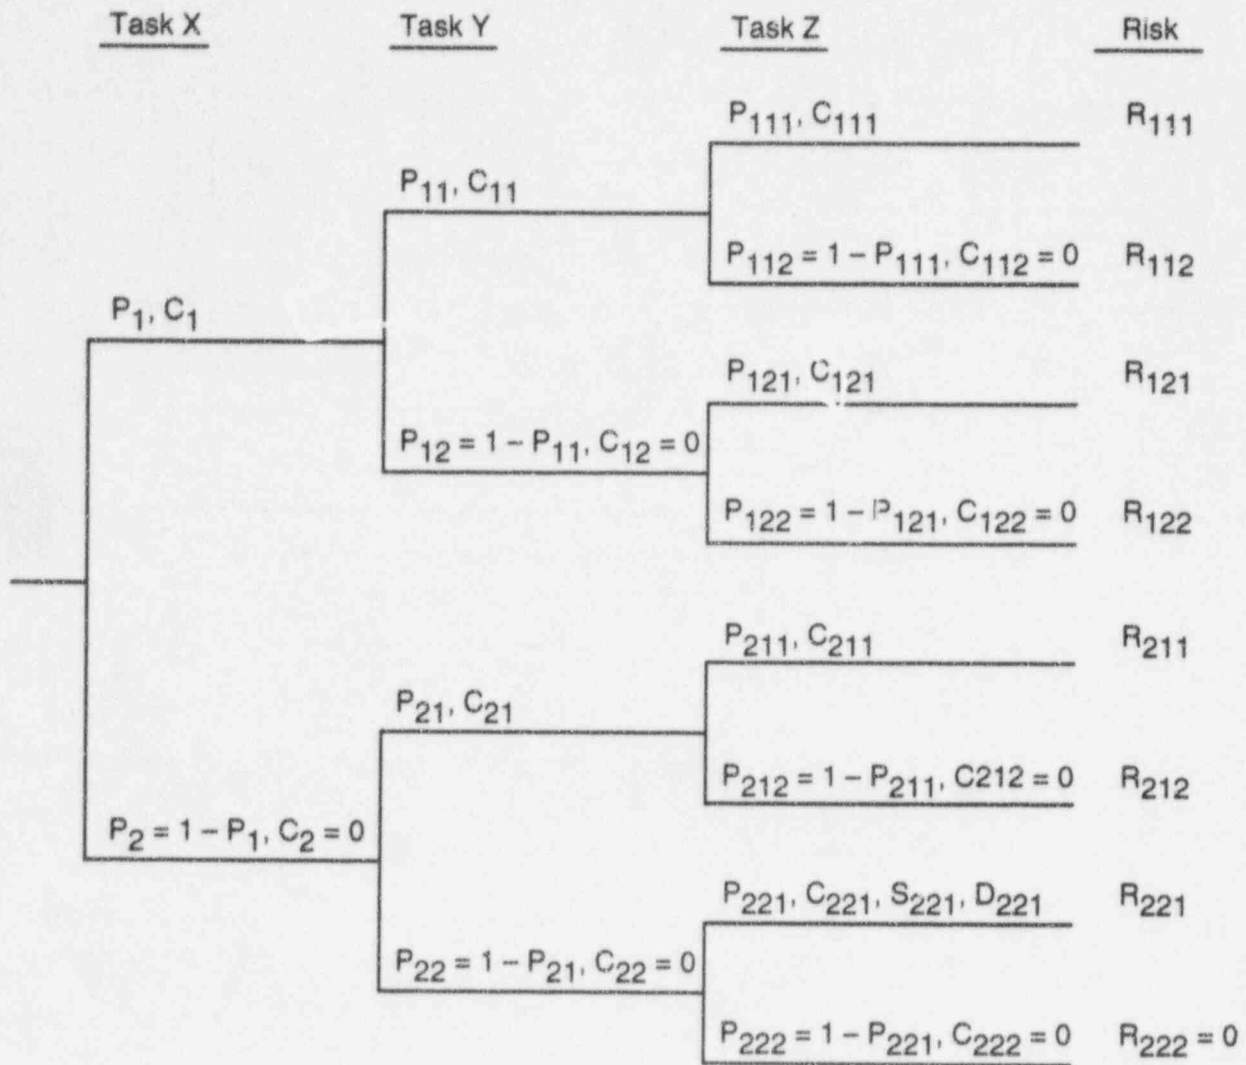 Task X Task Y Task Z Risk
P111, C111 R111
P11, C11
P112 = 1 – P111, C112 = 0 R112
P1, C1
P121, C121 R121
P12 = 1 – P11, C12 = 0
P122 = 1 – P121, C122 = 0 R122
P211, C211 R211
P21, C21
P212 = 1 – P211, C212 = 0 R212
P2 = 1 – P1, C2 = 0
P221, C221, S221, D221 R221
P22 = 1 – P21, C22 = 0
P222 = 1 – P221, C222 = 0 R222 = 0